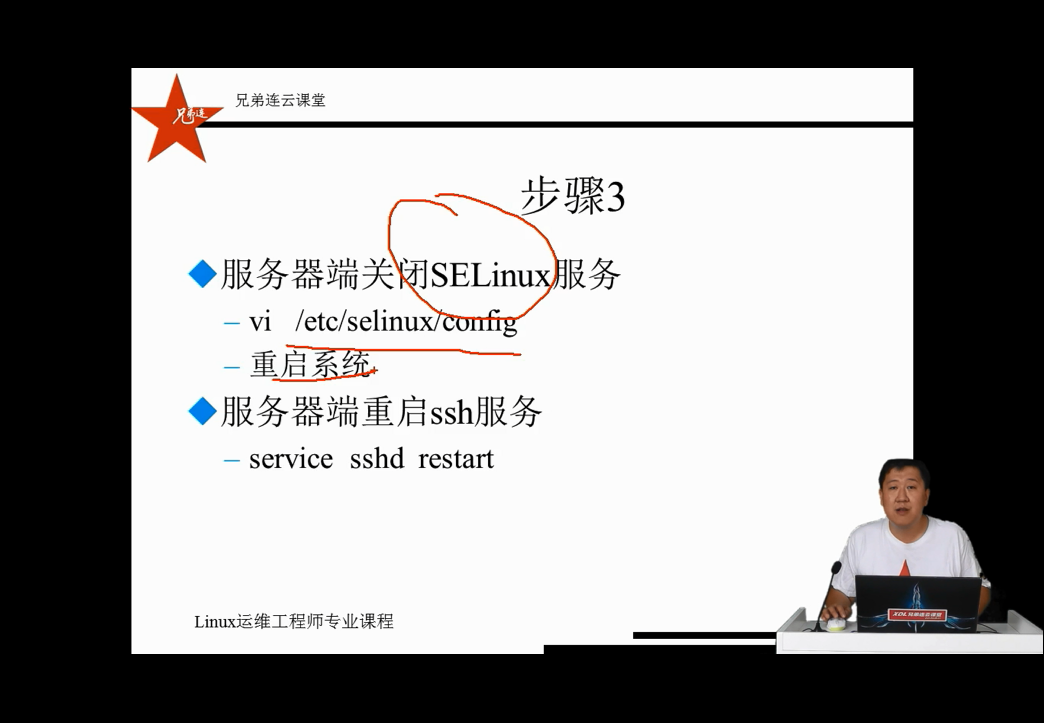 兄弟连云课堂
兄弟连
步骤3
服务器端关闭SELinux服务
– vi /etc/selinux/config
– 重启系统
服务器端重启ssh服务
– service sshd restart
Linux运维工程师专业课程
XDL兄弟连云课堂